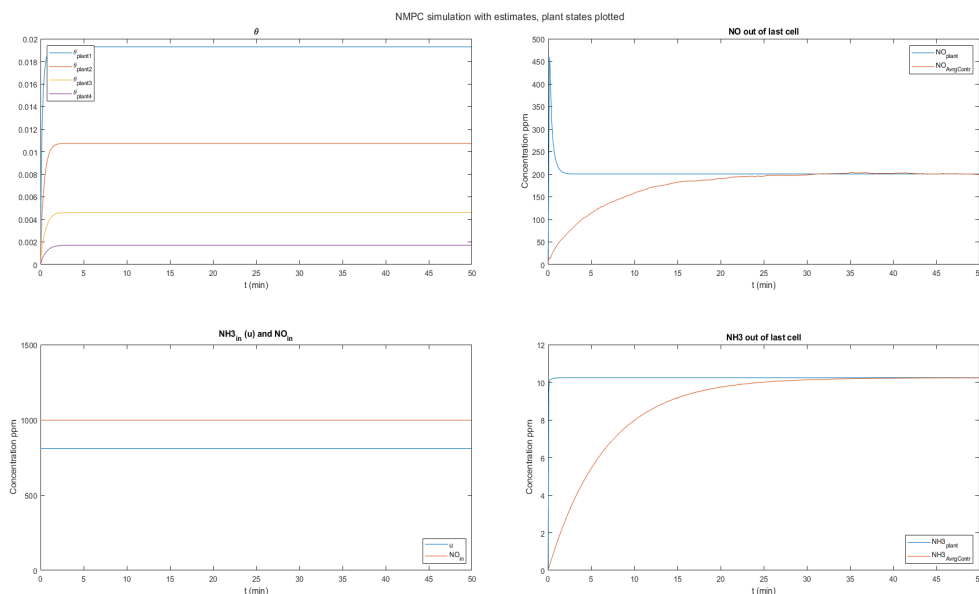 NMPC simulation with estimates, plant states plotted
θ
0.02
0.018
0.016
0.014
0.012
0.01
0.008
0.006
0.004
0.002
0
θplant1
θplant2
θplant3
θplant4
0 5 10 15 20 25 30 35 40 45 50
t (min)
NO out of last cell
Concentration ppm
500
450
400
350
300
250
200
150
100
50
0
NOplant
NOAvrgContr
0 5 10 15 20 25 30 35 40 45 50
t (min)
NH3in (u) and NOin
Concentration ppm
1500
1000
500
0
u
NOin
0 5 10 15 20 25 30 35 40 45 50
t (min)
NH3 out of last cell
Concentration ppm
12
10
8
6
4
2
0
NH3plant
NH3AvrgContr
0 5 10 15 20 25 30 35 40 45 50
t (min)